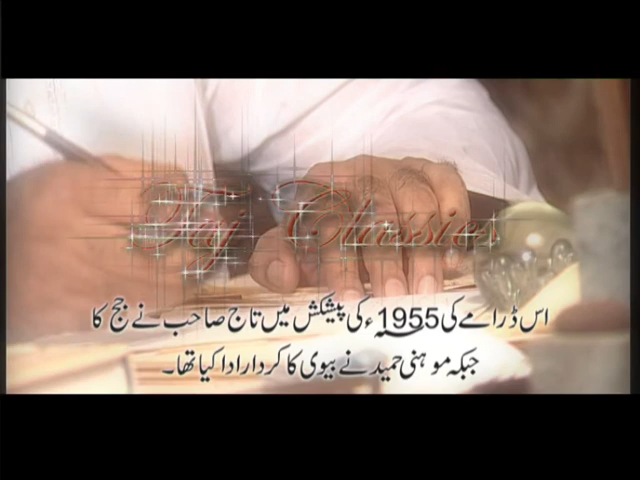 Taj Classics
اس ڈرامے کی 1955ء کی پیشکش میں تاج صاحب نے جج کا
جبکہ موہنی حمید نے بیوی کا کردار ادا کیا تھا۔